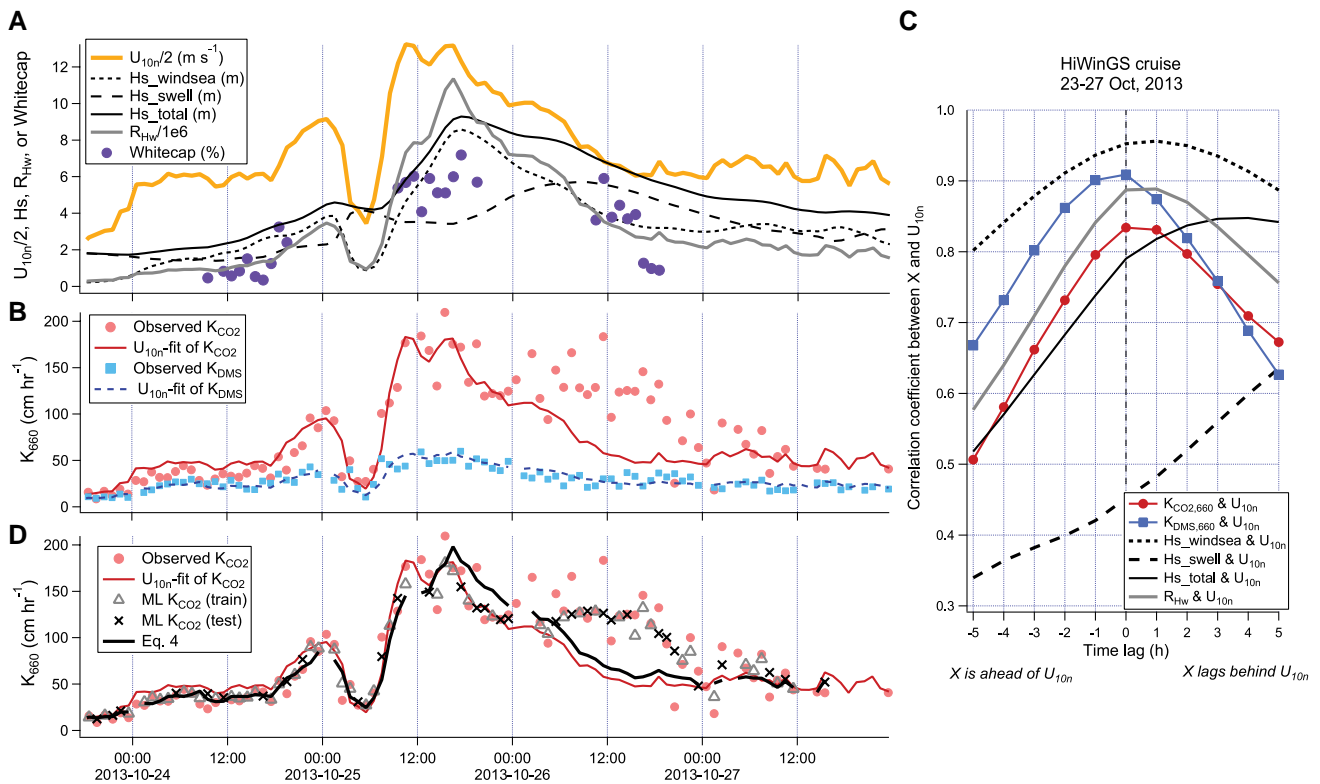 A
U10n/2 (m s-1)
Hs_windsea (m)
Hs_swell (m)
Hs_total (m)
RHw/1e6
Whitecap (%)
U10n/2, Hs, RHw, or Whitecap
12
10
8
6
4
2
0
B
Observed KCO2
U10n-fit of KCO2
Observed KDMS
U10n-fit of KDMS
K660 (cm hr-1)
200
150
100
50
0
D
Observed KCO2
U10n-fit of KCO2
ML KCO2 (train)
ML KCO2 (test)
Eq. 4
K660 (cm hr-1)
200
150
100
50
0
00:00 12:00 00:00 12:00 00:00 12:00 00:00 12:00
2013-10-24 2013-10-25 2013-10-26 2013-10-27
C
HiWinGS cruise
23-27 Oct, 2013
Correlation coefficient between X and U10n
1.0
0.9
0.8
0.7
0.6
0.5
0.4
0.3
KCO2,660 & U10n
KDMS,660 & U10n
Hs_windsea & U10n
Hs_swell & U10n
Hs_total & U10n
RHw & U10n
-5 -4 -3 -2 -1 0 1 2 3 4 5
Time lag (h)
X is ahead of U10n
X lags behind U10n